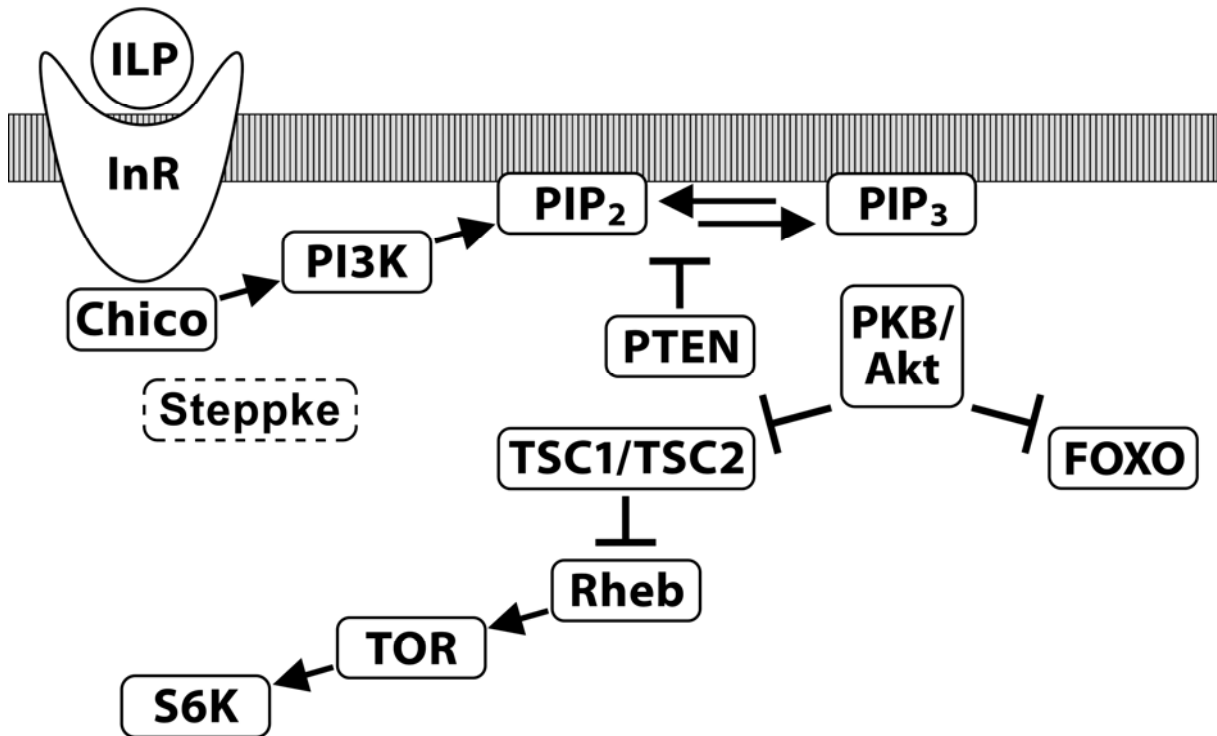 ILP
InR
PIP₂
PIP₃
PI3K
Chico
PTEN
PKB/
Akt
Steppke
TSC1/TSC2
FOXO
Rheb
TOR
S6K